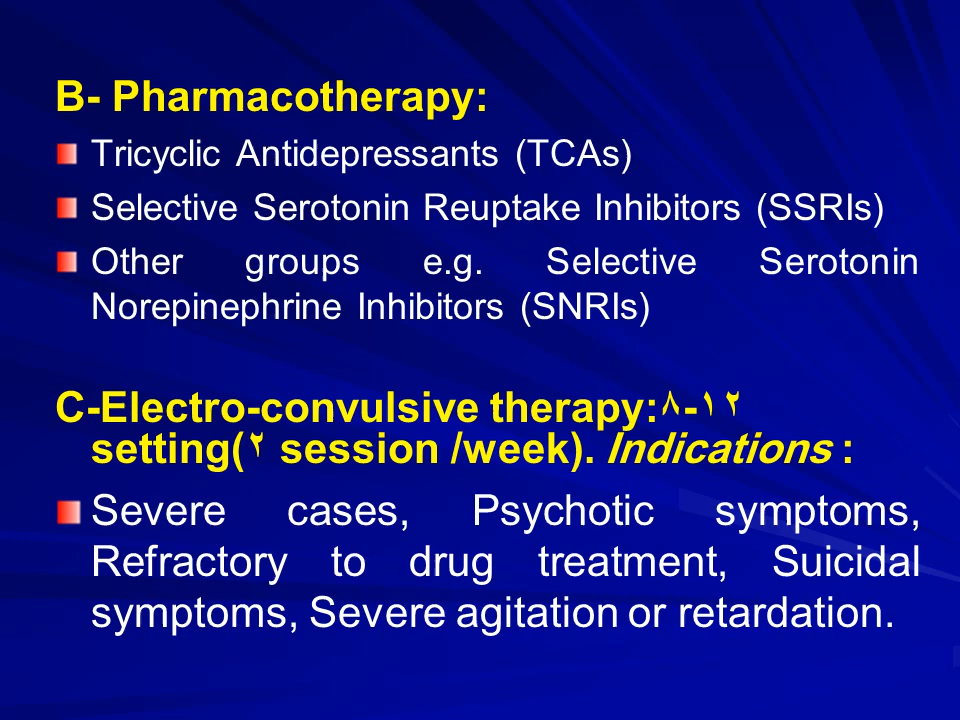 B- Pharmacotherapy:
Tricyclic Antidepressants (TCAs)
Selective Serotonin Reuptake Inhibitors (SSRIs)
Other groups e.g. Selective Serotonin
Norepinephrine Inhibitors (SNRIs)
C-Electro-convulsive therapy:٨-١٢
setting(٢ session /week). Indications :
Severe cases, Psychotic symptoms,
Refractory to drug treatment, Suicidal
symptoms, Severe agitation or retardation.